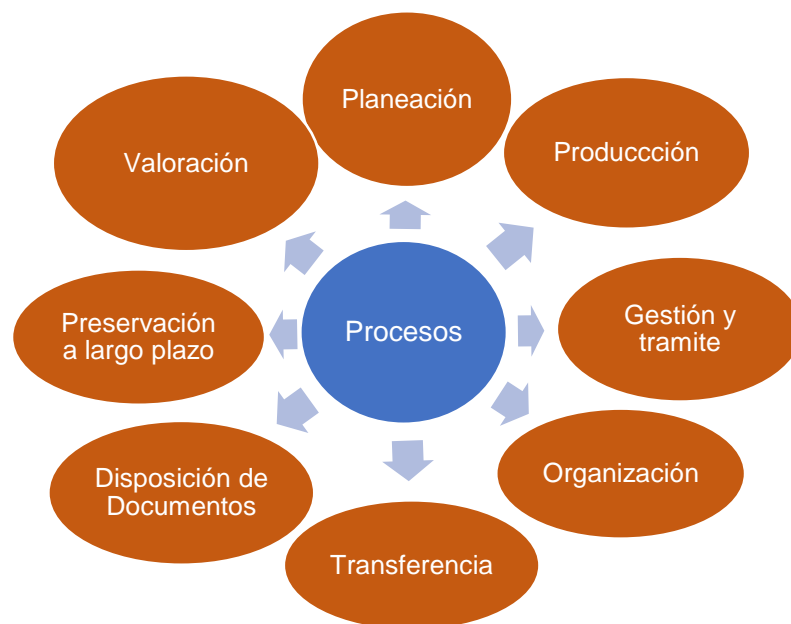 Planeación
Produccción
Gestión y
tramite
Organización
Transferencia
Disposición de
Documentos
Preservación
a largo plazo
Valoración
Procesos